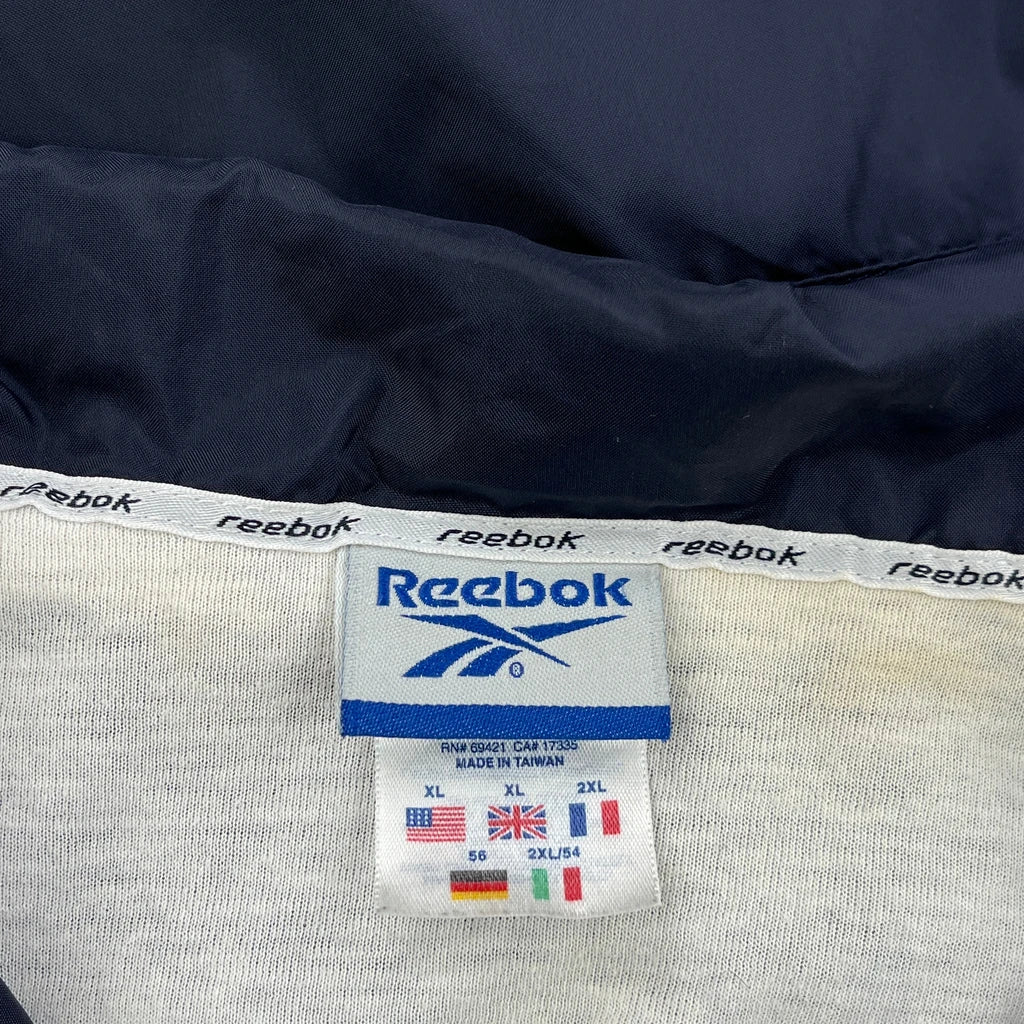 reebok reebok reebok reebok reebok
Reebok
®
RN# 69421 CA# 17335
MADE IN TAIWAN
XL XL 2XL
56 2XL/54